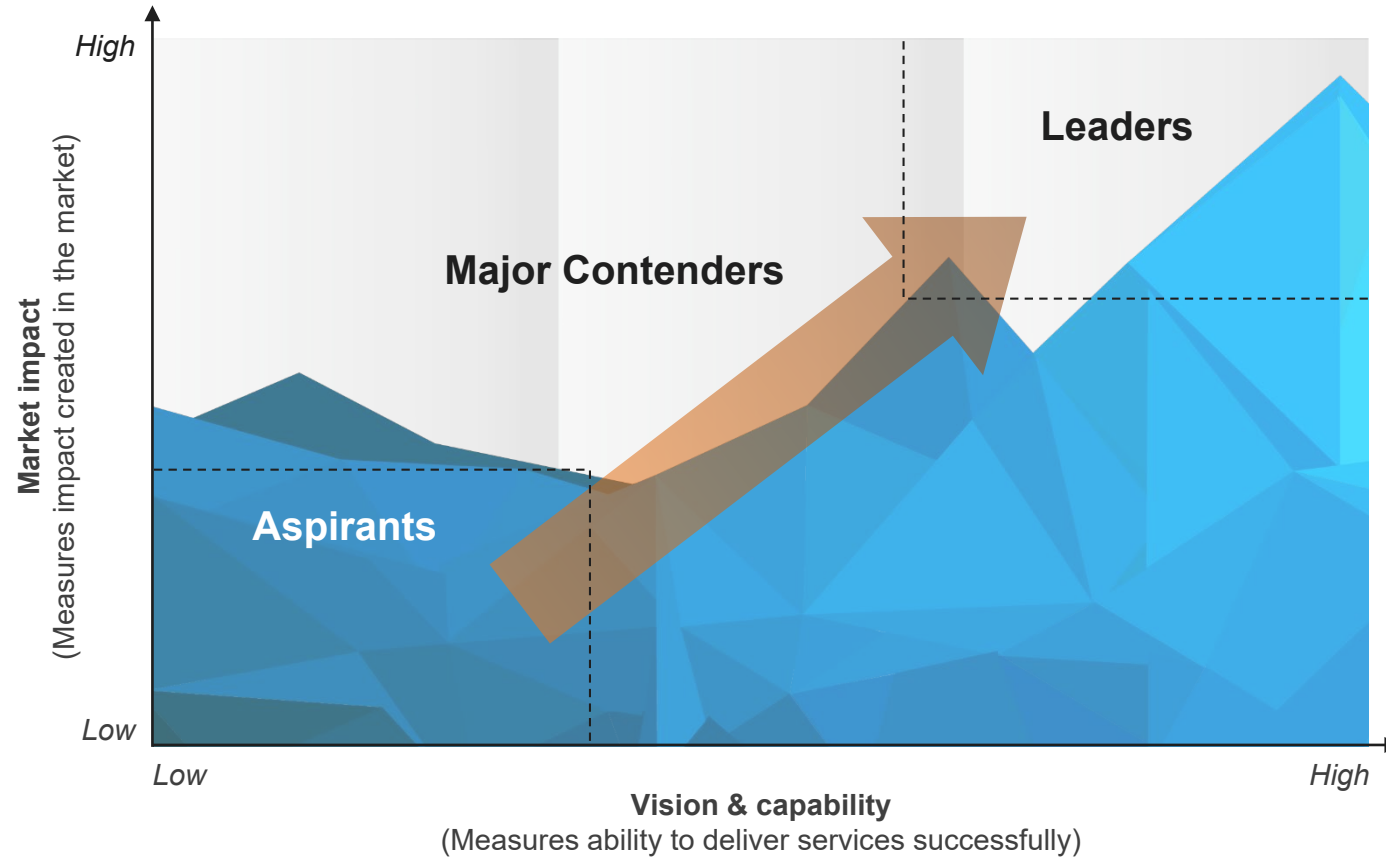 High
Leaders
Major Contenders
Market impact
(Measures impact created in the market)
Aspirants
Low
Low
High
Vision & capability
(Measures ability to deliver services successfully)